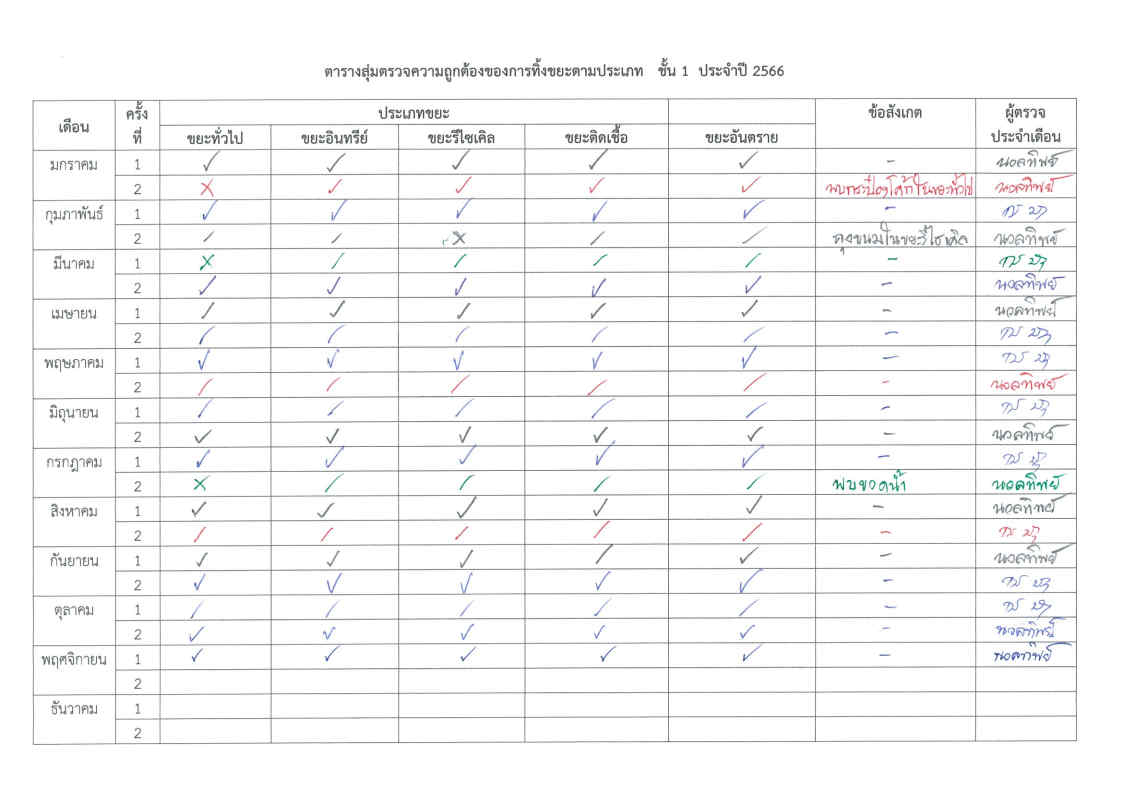 ตารางสุ่มตรวจความถูกต้องของการทิ้งขยะตามประเภท ชั้น 1 ประจำปี 2566
เดือน ครั้งที่ ประเภทขยะ ข้อสังเกต ผู้ตรวจประจำเดือน
ขยะทั่วไป ขยะอินทรีย์ ขยะรีไซเคิล ขยะติดเชื้อ ขยะอันตราย
มกราคม 1 ✓ ✓ ✓ ✓ ✓ - นวลทิพย์
2 X ✓ ✓ ✓ ✓ พบกระป๋องโค้กในขยะทั่วไป นวลทิพย์
กุมภาพันธ์ 1 ✓ ✓ ✓ ✓ ✓ -
2 / / X / / ถุงขนมในขยะรีไซเคิล นวลทิพย์
มีนาคม 1 X / / / / -
2 ✓ ✓ ✓ ✓ ✓ - นวลทิพย์
เมษายน 1 / ✓ / ✓ ✓ - นวลทิพย์
2 / / / / / -
พฤษภาคม 1 ✓ ✓ ✓ ✓ ✓ -
2 / / / / / - นวลทิพย์
มิถุนายน 1 / / / / / -
2 ✓ ✓ ✓ ✓ ✓ - นวลทิพย์
กรกฎาคม 1 ✓ ✓ ✓ ✓ ✓ -
2 X / / / / พบขวดน้ำ นวลทิพย์
สิงหาคม 1 ✓ ✓ ✓ ✓ ✓ - นวลทิพย์
2 / / / / / -
กันยายน 1 ✓ ✓ ✓ / ✓ - นวลทิพย์
2 ✓ ✓ ✓ ✓ ✓ -
ตุลาคม 1 / / / / / -
2 ✓ ✓ ✓ ✓ ✓ - นวลทิพย์
พฤศจิกายน 1 ✓ ✓ ✓ ✓ ✓ - นวลทิพย์
2
ธันวาคม 1
2